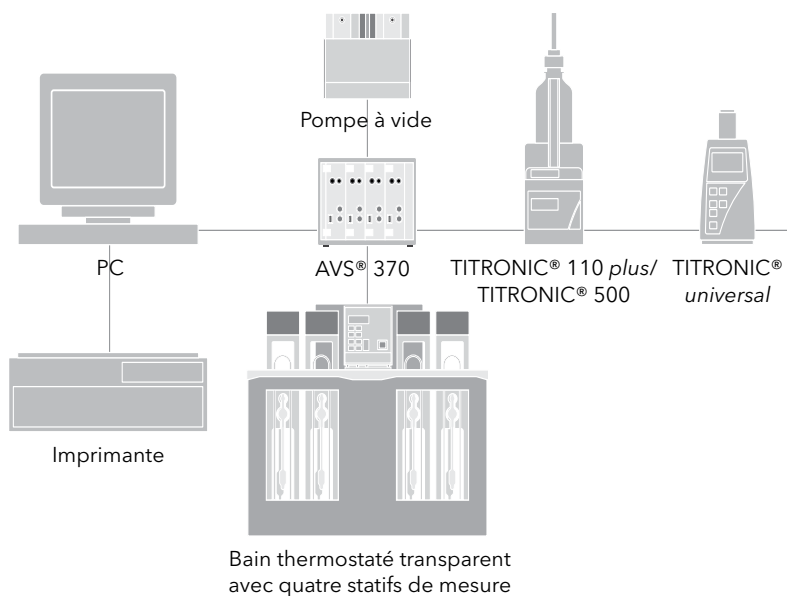 Pompe à vide
PC
AVS® 370
TITRONIC® 110 plus/
TITRONIC® 500
TITRONIC®
universal
Imprimante
Bain thermostaté transparent
avec quatre statifs de mesure